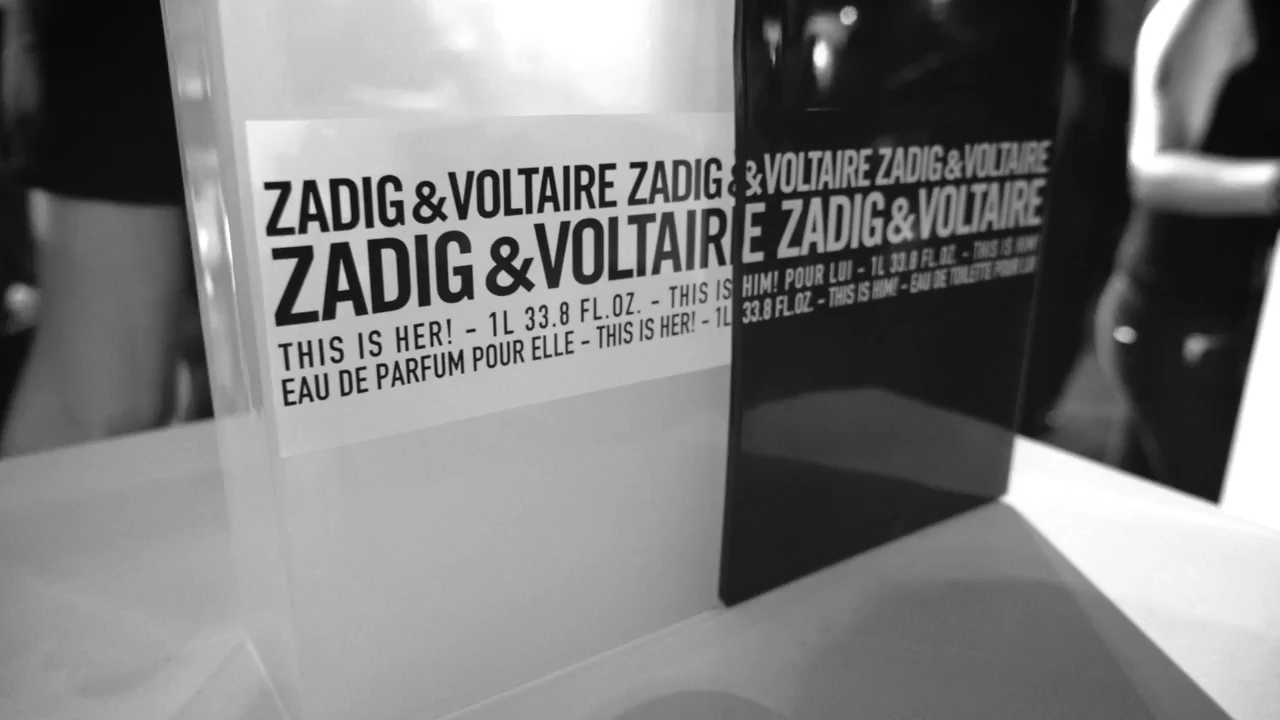 ZADIG&VOLTAIRE ZADIG &VOLTAIRE ZADIG&VOLTAIRE
ZADIG&VOLTAIRE ZADIG&VOLTAIRE
THIS IS HER! - 1L 33.8 FL.OZ. - THIS IS HIM! POUR LUI - 1L 33.8 FL.OZ. - THIS IS HIM!
EAU DE PARFUM POUR ELLE - THIS IS HER! - 1L 33.8 FL.OZ. - THIS IS HIM! - EAU DE TOILETTE POUR LUI